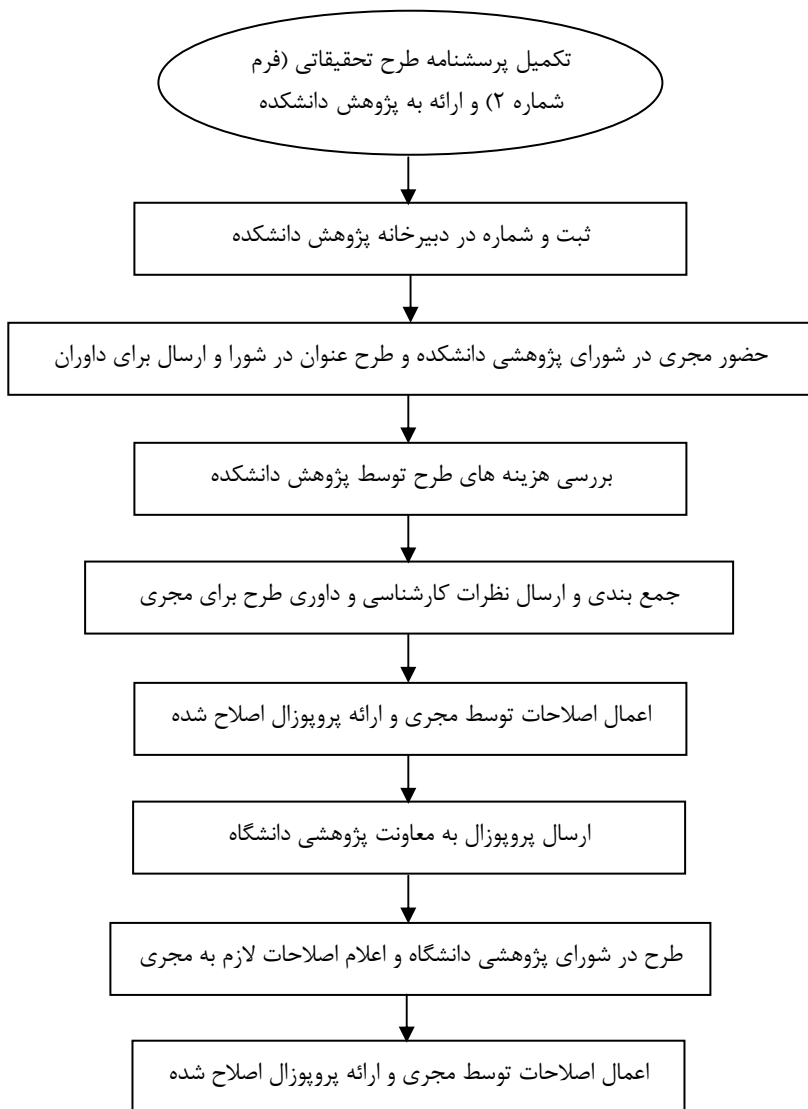 تکمیل پرسشنامه طرح تحقیقاتی (فرم
شماره ۲) و ارائه به پژوهش دانشکده
ثبت و شماره در دبیرخانه پژوهش دانشکده
حضور مجری در شورای پژوهشی دانشکده و طرح عنوان در شورا و ارسال برای داوران
بررسی هزینه های طرح توسط پژوهش دانشکده
جمع بندی و ارسال نظرات کارشناسی و داوری طرح برای مجری
اعمال اصلاحات توسط مجری و ارائه پروپوزال اصلاح شده
ارسال پروپوزال به معاونت پژوهشی دانشگاه
طرح در شورای پژوهشی دانشگاه و اعلام اصلاحات لازم به مجری
اعمال اصلاحات توسط مجری و ارائه پروپوزال اصلاح شده